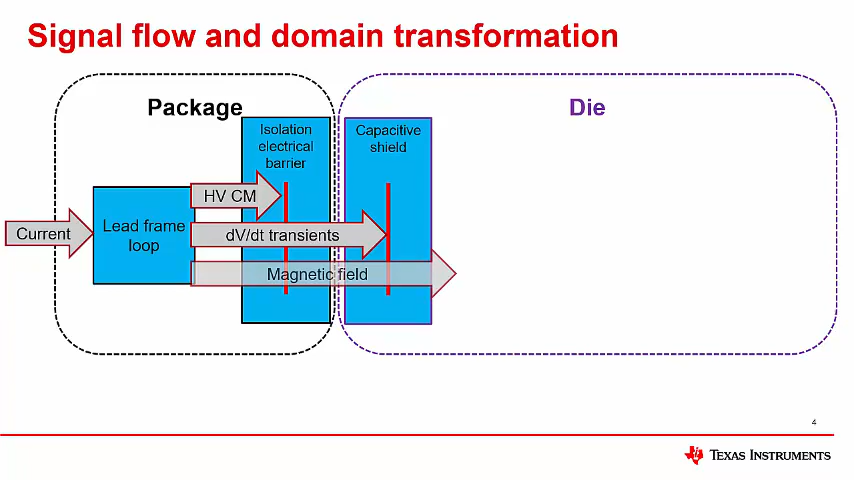 Signal flow and domain transformation
Package
Die
Isolation
electrical
barrier
Capacitive
shield
HV CM
Current
Lead frame
loop
dV/dt transients
Magnetic field
4
TEXAS INSTRUMENTS